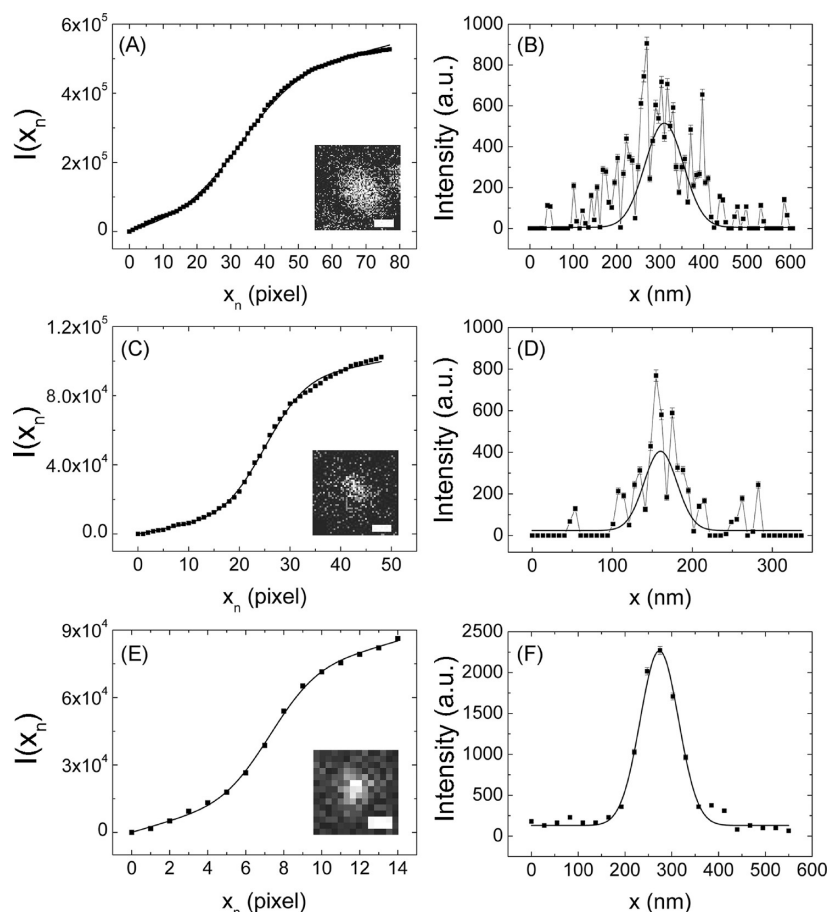 (A)
I(xₙ)
6x10⁵
4x10⁵
2x10⁵
0
0 10 20 30 40 50 60 70 80
xₙ (pixel)
(B)
Intensity (a.u.)
1000
800
600
400
200
0
0 100 200 300 400 500 600
x (nm)
(C)
I(xₙ)
1.2x10⁵
8.0x10⁴
4.0x10⁴
0.0
0 10 20 30 40 50
xₙ (pixel)
(D)
Intensity (a.u.)
1000
800
600
400
200
0
0 100 200 300
x (nm)
(E)
I(xₙ)
9x10⁴
6x10⁴
3x10⁴
0
0 2 4 6 8 10 12 14
xₙ (pixel)
(F)
Intensity (a.u.)
2500
2000
1500
1000
500
250
0
0 100 200 300 400 500 600
x (nm)